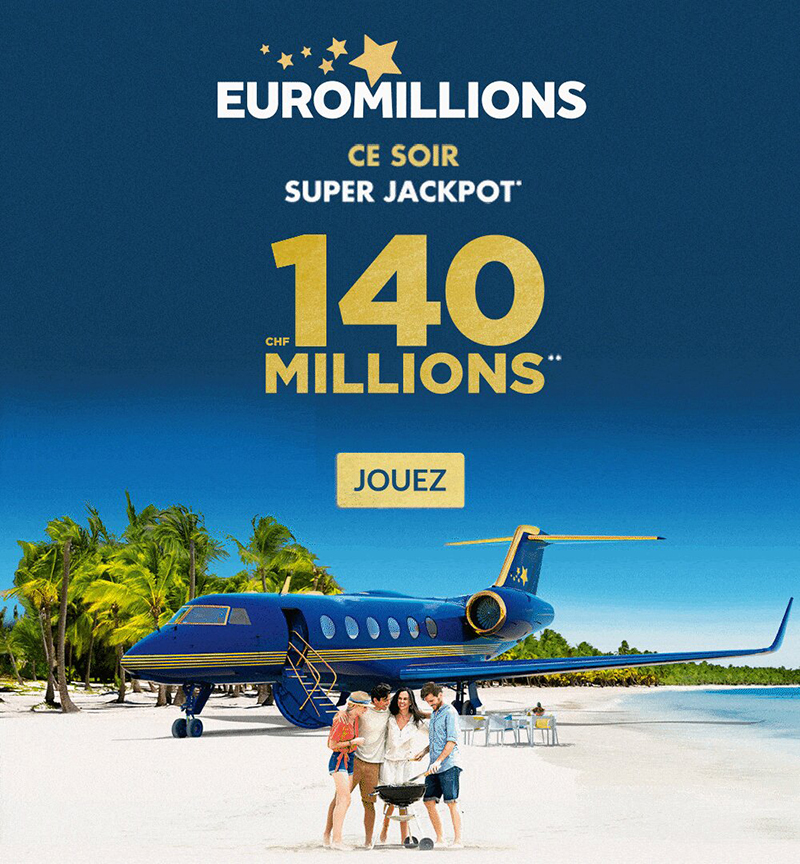 EUROMILLIONS
CE SOIR
SUPER JACKPOT*
CHF 140
MILLIONS**
JOUEZ